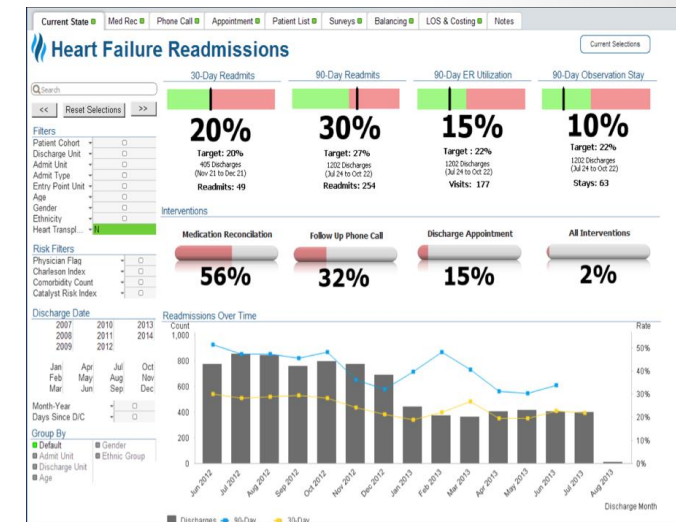 Current State Med Rec Phone Call Appointment Patient List Surveys Balancing LOS & Costing Notes
Heart Failure Readmissions
Current Selections
Search
<< Reset Selections >>
Filters
Patient Cohort
Discharge Unit
Admit Unit
Admit Type
Entry Point Unit
Age
Gender
Ethnicity
Heart Transpl... N
Risk Filters
Physician Flag
Charleson Index
Comorbidity Count
Catalyst Risk Index
Discharge Date
2007 2010 2013
2008 2011 2014
2009 2012
Jan Apr Jul Oct
Feb May Aug Nov
Mar Jun Sep Dec
Month-Year
Days Since D/C
Group By
Default Gender
Admit Unit Ethnic Group
Discharge Unit
Age
30-Day Readmits
20%
Target: 20%
405 Discharges
(Nov 21 to Dec 21)
Readmits: 49
90-Day Readmits
30%
Target: 27%
1202 Discharges
(Jul 24 to Oct 22)
Readmits: 254
90-Day ER Utilization
15%
Target : 22%
1202 Discharges
(Jul 24 to Oct 22)
Visits: 177
90-Day Observation Stay
10%
Target: 22%
1202 Discharges
(Jul 24 to Oct 22)
Stays: 63
Interventions
Medication Reconcilation
56%
Follow Up Phone Call
32%
Discharge Appointment
15%
All Interventions
2%
Readmissions Over Time
Count Rate
1,000
800
600
400
200
0
50%
40%
30%
20%
10%
0%
Jun 2012 Jul 2012 Aug 2012 Sep 2012 Oct 2012 Nov 2012 Dec 2012 Jan 2013 Feb 2013 Mar 2013 Apr 2013 May 2013 Jun 2013 Jul 2013 Aug 2013
Discharge Month
Discharges 90-Day 30-Day